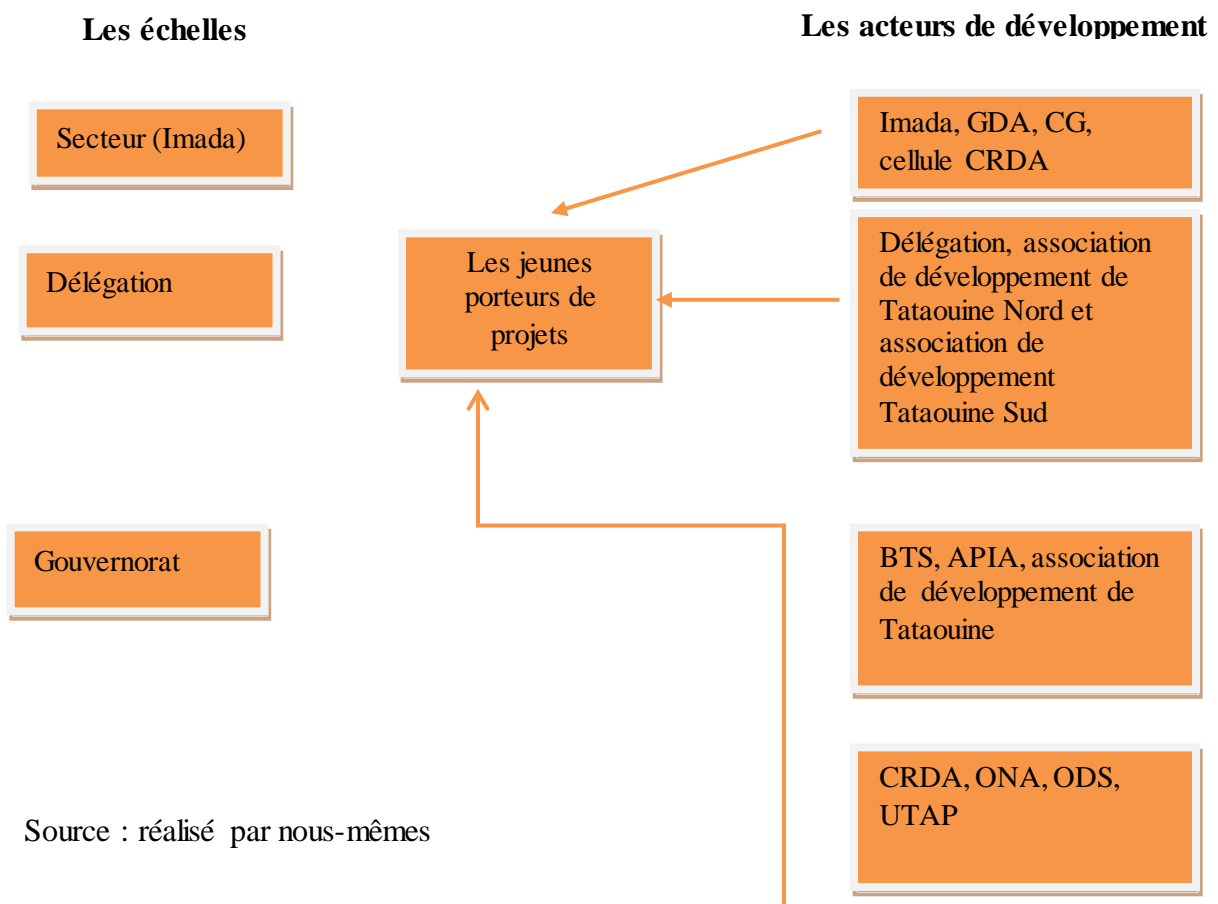 Les échelles
Les acteurs de développement
Secteur (Imada)
Imada, GDA, CG,
cellule CRDA
Délégation
Les jeunes
porteurs de
projets
Délégation, association
de développement de
Tataouine Nord et
association de
développement
Tataouine Sud
Gouvernorat
BTS, APIA, association
de développement de
Tataouine
CRDA, ONA, ODS,
UTAP
Source : réalisé par nous-mêmes